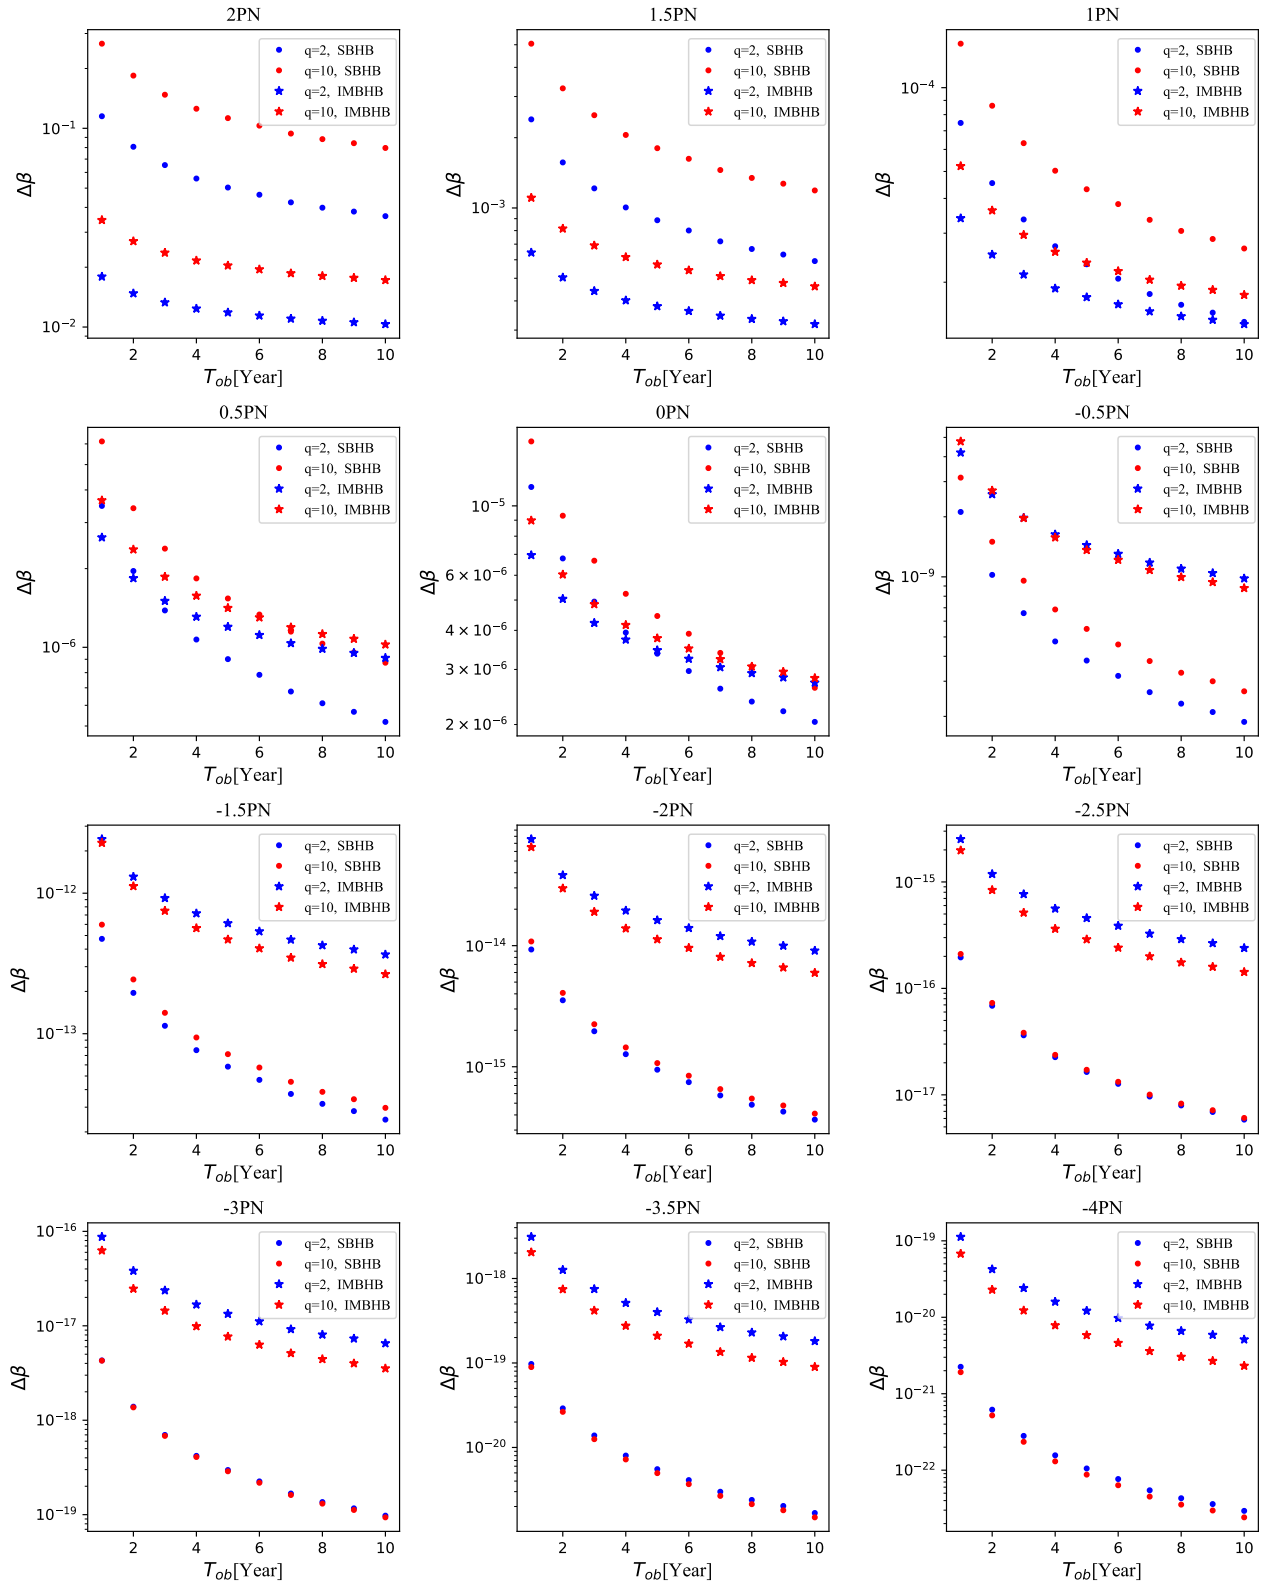 2PN
1.5PN
1PN
q=2, SBHB
q=10, SBHB
q=2, IMBHB
q=10, IMBHB
q=2, SBHB
q=10, SBHB
q=2, IMBHB
q=10, IMBHB
q=2, SBHB
q=10, SBHB
q=2, IMBHB
q=10, IMBHB
10⁻¹
10⁻²
10⁻³
10⁻⁴
Δβ
Δβ
Δβ
2 4 6 8 10
2 4 6 8 10
2 4 6 8 10
T_ob[Year]
T_ob[Year]
T_ob[Year]
0.5PN
0PN
-0.5PN
q=2, SBHB
q=10, SBHB
q=2, IMBHB
q=10, IMBHB
q=2, SBHB
q=10, SBHB
q=2, IMBHB
q=10, IMBHB
q=2, SBHB
q=10, SBHB
q=2, IMBHB
q=10, IMBHB
10⁻⁶
10⁻⁵
6 × 10⁻⁶
4 × 10⁻⁶
3 × 10⁻⁶
2 × 10⁻⁶
10⁻⁹
Δβ
Δβ
Δβ
2 4 6 8 10
2 4 6 8 10
2 4 6 8 10
T_ob[Year]
T_ob[Year]
T_ob[Year]
-1.5PN
-2PN
-2.5PN
q=2, SBHB
q=10, SBHB
q=2, IMBHB
q=10, IMBHB
q=2, SBHB
q=10, SBHB
q=2, IMBHB
q=10, IMBHB
q=2, SBHB
q=10, SBHB
q=2, IMBHB
q=10, IMBHB
10⁻¹²
10⁻¹³
10⁻¹⁴
10⁻¹⁵
10⁻¹⁵
10⁻¹⁶
10⁻¹⁷
Δβ
Δβ
Δβ
2 4 6 8 10
2 4 6 8 10
2 4 6 8 10
T_ob[Year]
T_ob[Year]
T_ob[Year]
-3PN
-3.5PN
-4PN
q=2, SBHB
q=10, SBHB
q=2, IMBHB
q=10, IMBHB
q=2, SBHB
q=10, SBHB
q=2, IMBHB
q=10, IMBHB
q=2, SBHB
q=10, SBHB
q=2, IMBHB
q=10, IMBHB
10⁻¹⁶
10⁻¹⁷
10⁻¹⁸
10⁻¹⁹
10⁻¹⁸
10⁻¹⁹
10⁻²⁰
10⁻¹⁹
10⁻²⁰
10⁻²¹
10⁻²²
Δβ
Δβ
Δβ
2 4 6 8 10
2 4 6 8 10
2 4 6 8 10
T_ob[Year]
T_ob[Year]
T_ob[Year]